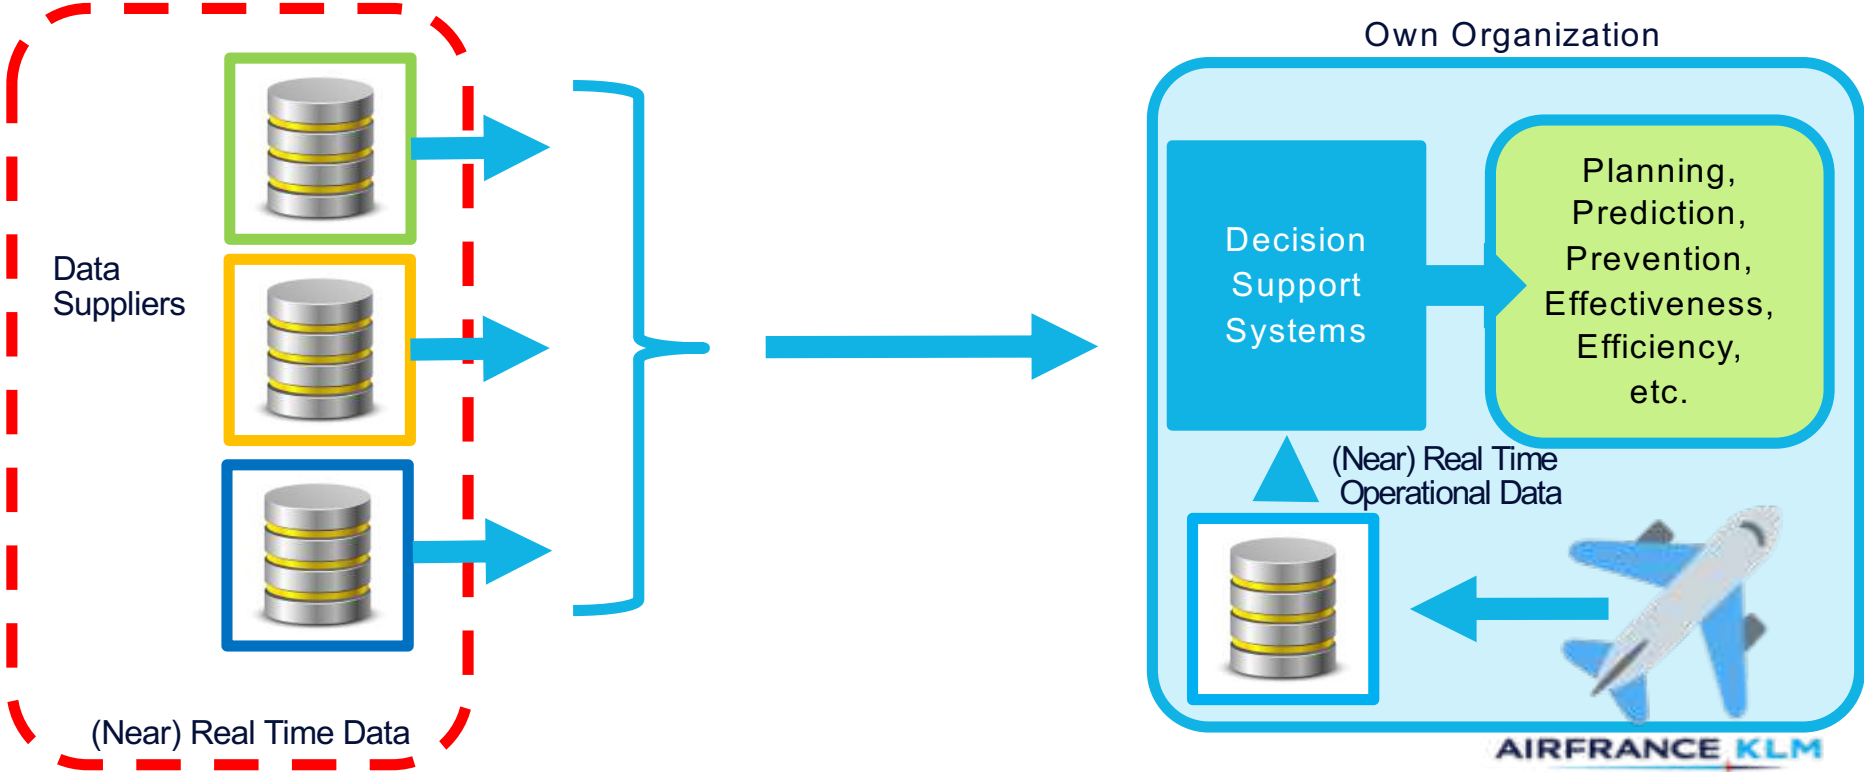 Own Organization
Data
Suppliers
(Near) Real Time Data
Decision
Support
Systems
Planning,
Prediction,
Prevention,
Effectiveness,
Efficiency,
etc.
(Near) Real Time
Operational Data
AIRFRANCE KLM